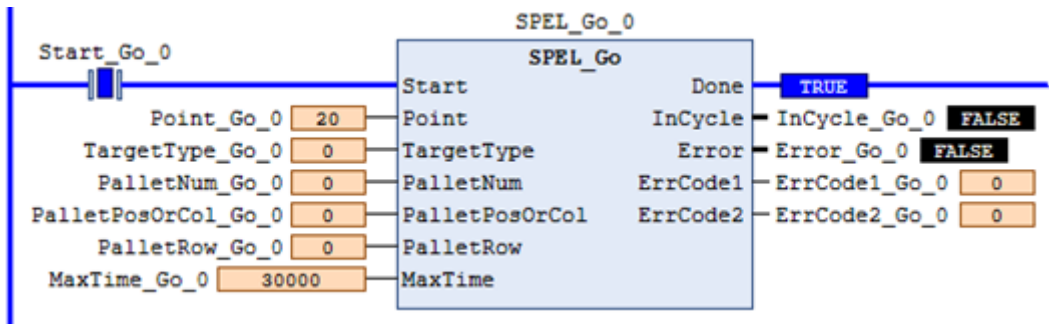 SPEL_Go_0
Start_Go_0
SPEL_Go
Start Done TRUE
Point_Go_0 20 Point InCycle InCycle_Go_0 FALSE
TargetType_Go_0 0 TargetType Error Error_Go_0 FALSE
PalletNum_Go_0 0 PalletNum ErrCode1 ErrCode1_Go_0 0
PalletPosOrCol_Go_0 0 PalletPosOrCol ErrCode2 ErrCode2_Go_0 0
PalletRow_Go_0 0 PalletRow
MaxTime_Go_0 30000 MaxTime